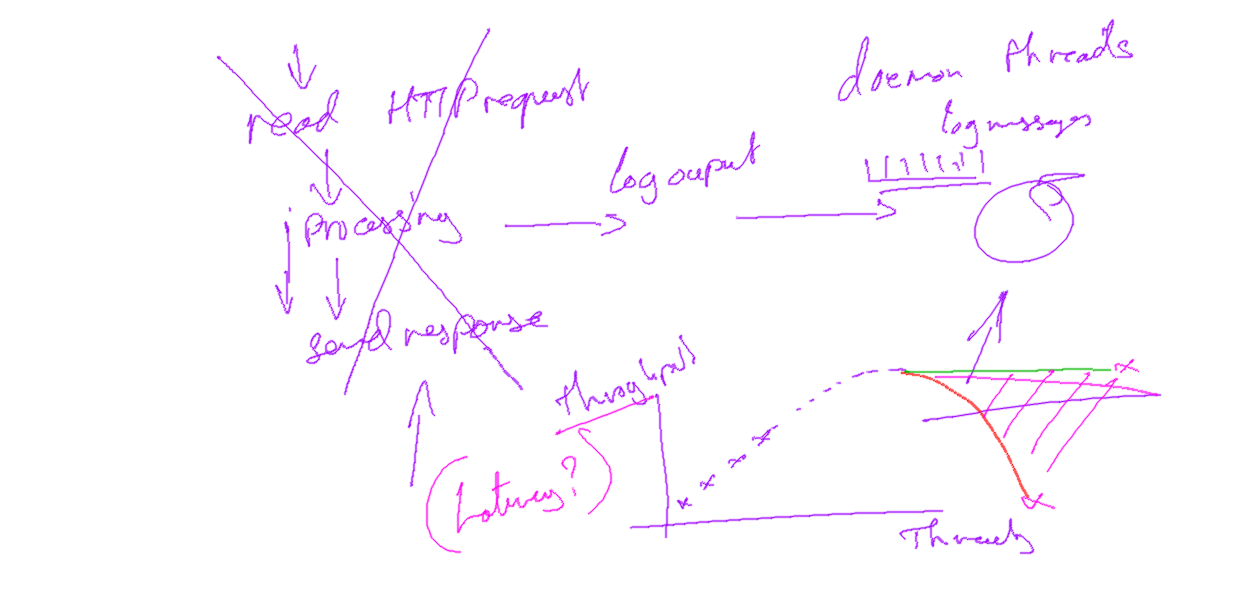 daemon threads
read HTTP request
log messages
log ouput
processing
send response
throughput
(Latency?)
Threads